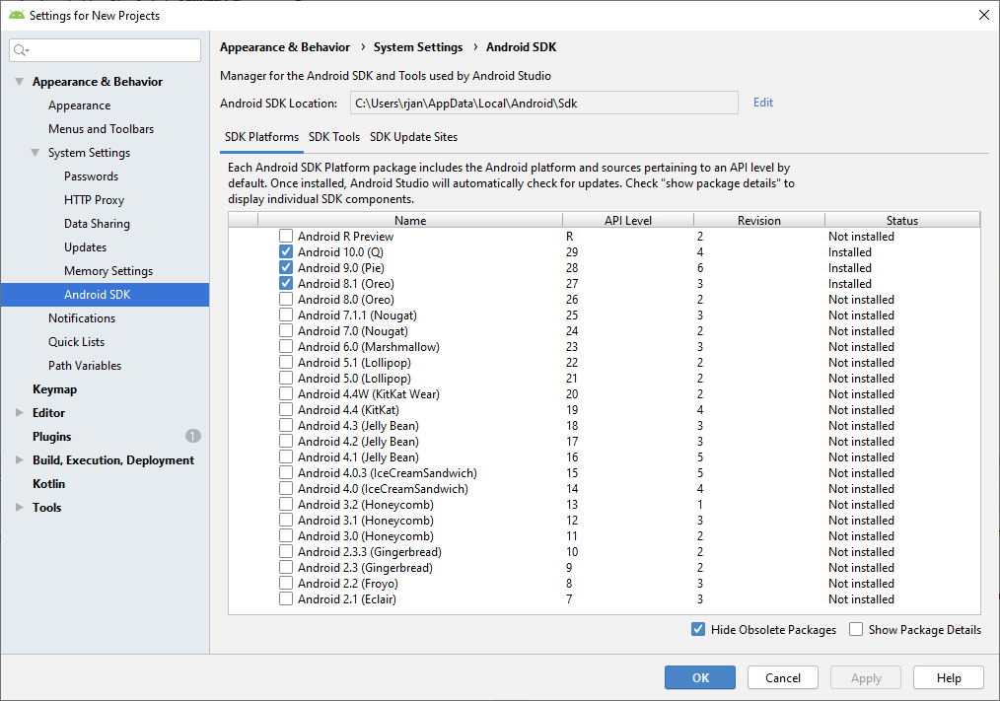 Settings for New Projects
Appearance & Behavior
Appearance
Menus and Toolbars
System Settings
Passwords
HTTP Proxy
Data Sharing
Updates
Memory Settings
Android SDK
Notifications
Quick Lists
Path Variables
Keymap
Editor
Plugins 1
Build, Execution, Deployment
Kotlin
Tools
Appearance & Behavior › System Settings › Android SDK
Manager for the Android SDK and Tools used by Android Studio
Android SDK Location: C:\Users\rjan\AppData\Local\Android\Sdk Edit
SDK Platforms SDK Tools SDK Update Sites
Each Android SDK Platform package includes the Android platform and sources pertaining to an API level by
default. Once installed, Android Studio will automatically check for updates. Check "show package details" to
display individual SDK components.
Name API Level Revision Status
Android R Preview R 2 Not installed
Android 10.0 (Q) 29 4 Installed
Android 9.0 (Pie) 28 6 Installed
Android 8.1 (Oreo) 27 3 Installed
Android 8.0 (Oreo) 26 2 Not installed
Android 7.1.1 (Nougat) 25 3 Not installed
Android 7.0 (Nougat) 24 2 Not installed
Android 6.0 (Marshmallow) 23 3 Not installed
Android 5.1 (Lollipop) 22 2 Not installed
Android 5.0 (Lollipop) 21 2 Not installed
Android 4.4W (KitKat Wear) 20 2 Not installed
Android 4.4 (KitKat) 19 4 Not installed
Android 4.3 (Jelly Bean) 18 3 Not installed
Android 4.2 (Jelly Bean) 17 3 Not installed
Android 4.1 (Jelly Bean) 16 5 Not installed
Android 4.0.3 (IceCreamSandwich) 15 5 Not installed
Android 4.0 (IceCreamSandwich) 14 4 Not installed
Android 3.2 (Honeycomb) 13 1 Not installed
Android 3.1 (Honeycomb) 12 3 Not installed
Android 3.0 (Honeycomb) 11 2 Not installed
Android 2.3.3 (Gingerbread) 10 2 Not installed
Android 2.3 (Gingerbread) 9 2 Not installed
Android 2.2 (Froyo) 8 3 Not installed
Android 2.1 (Eclair) 7 3 Not installed
Hide Obsolete Packages Show Package Details
OK Cancel Apply Help